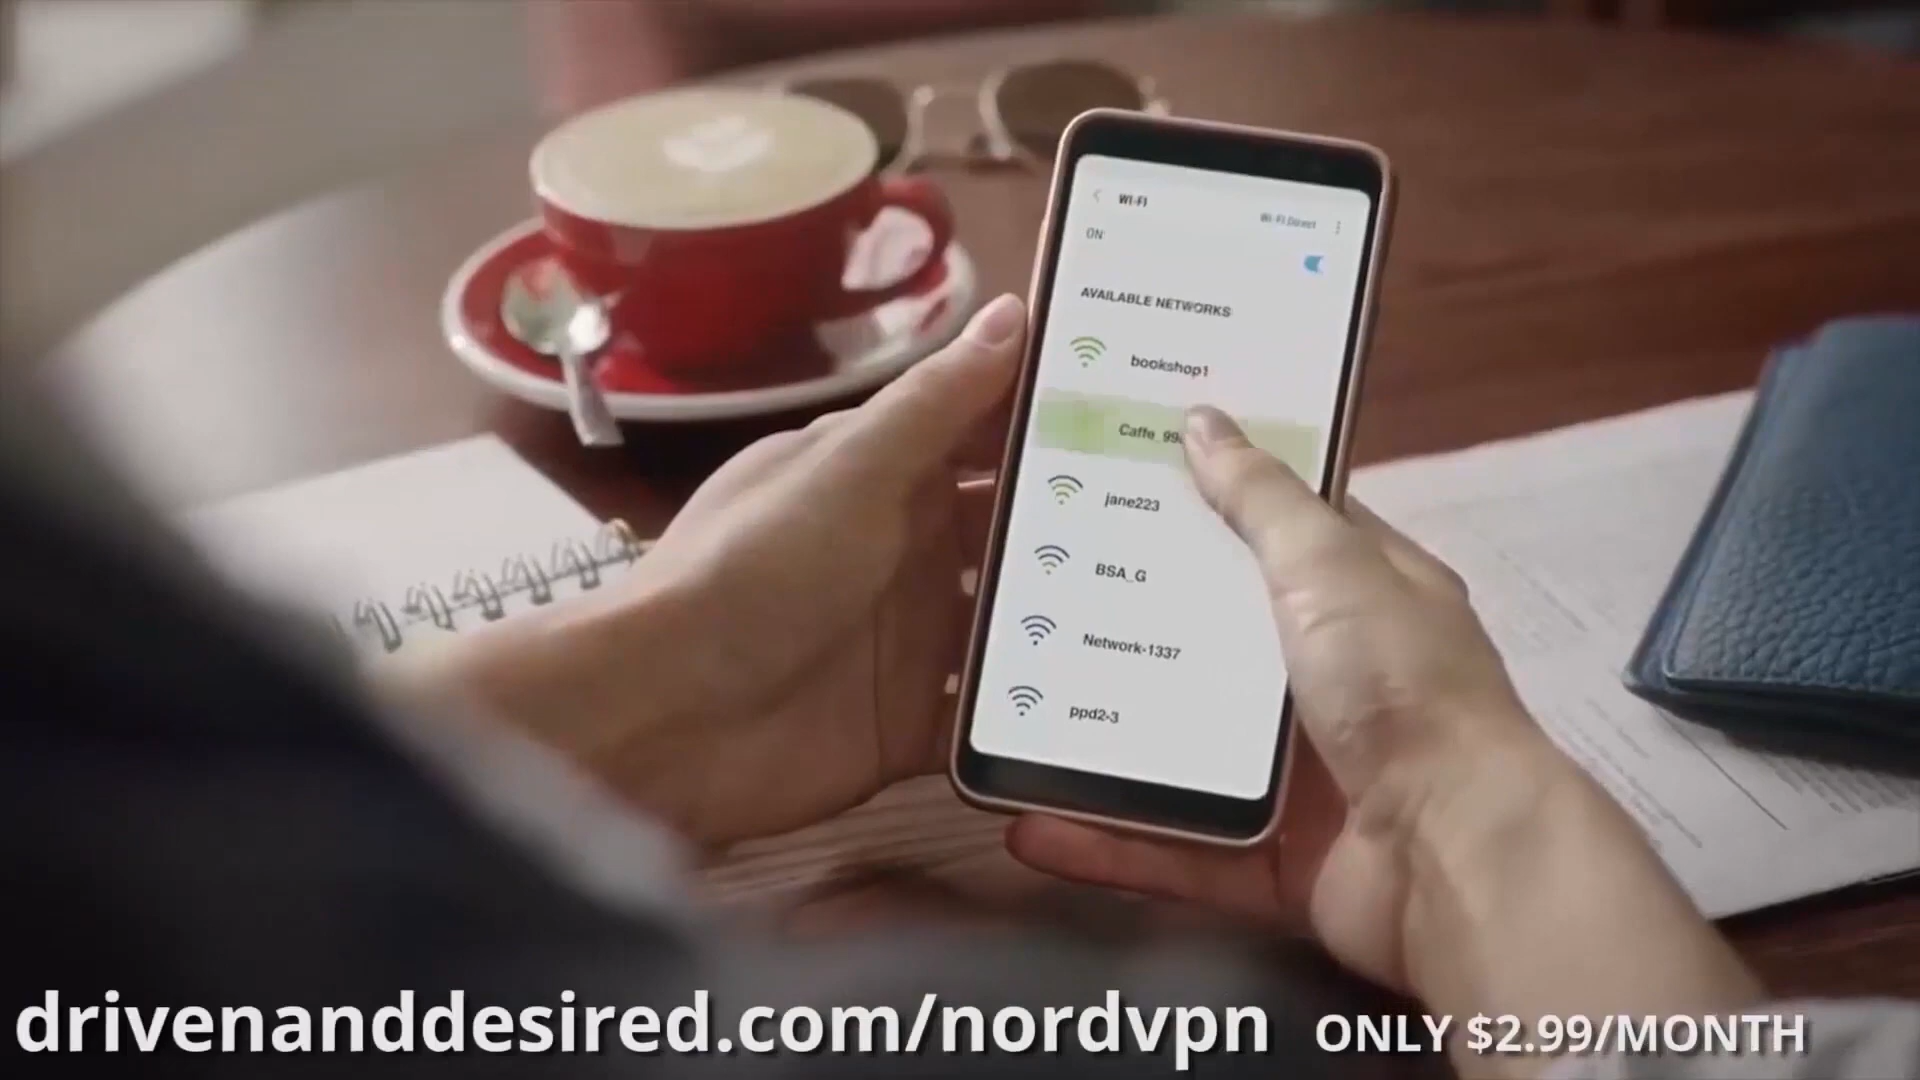 WI-FI
Wi-Fi Direct
ON
AVAILABLE NETWORKS
bookshop1
Caffe_99
jane223
BSA_G
Network-1337
ppd2-3
drivenanddesired.com/nordvpn ONLY $2.99/MONTH